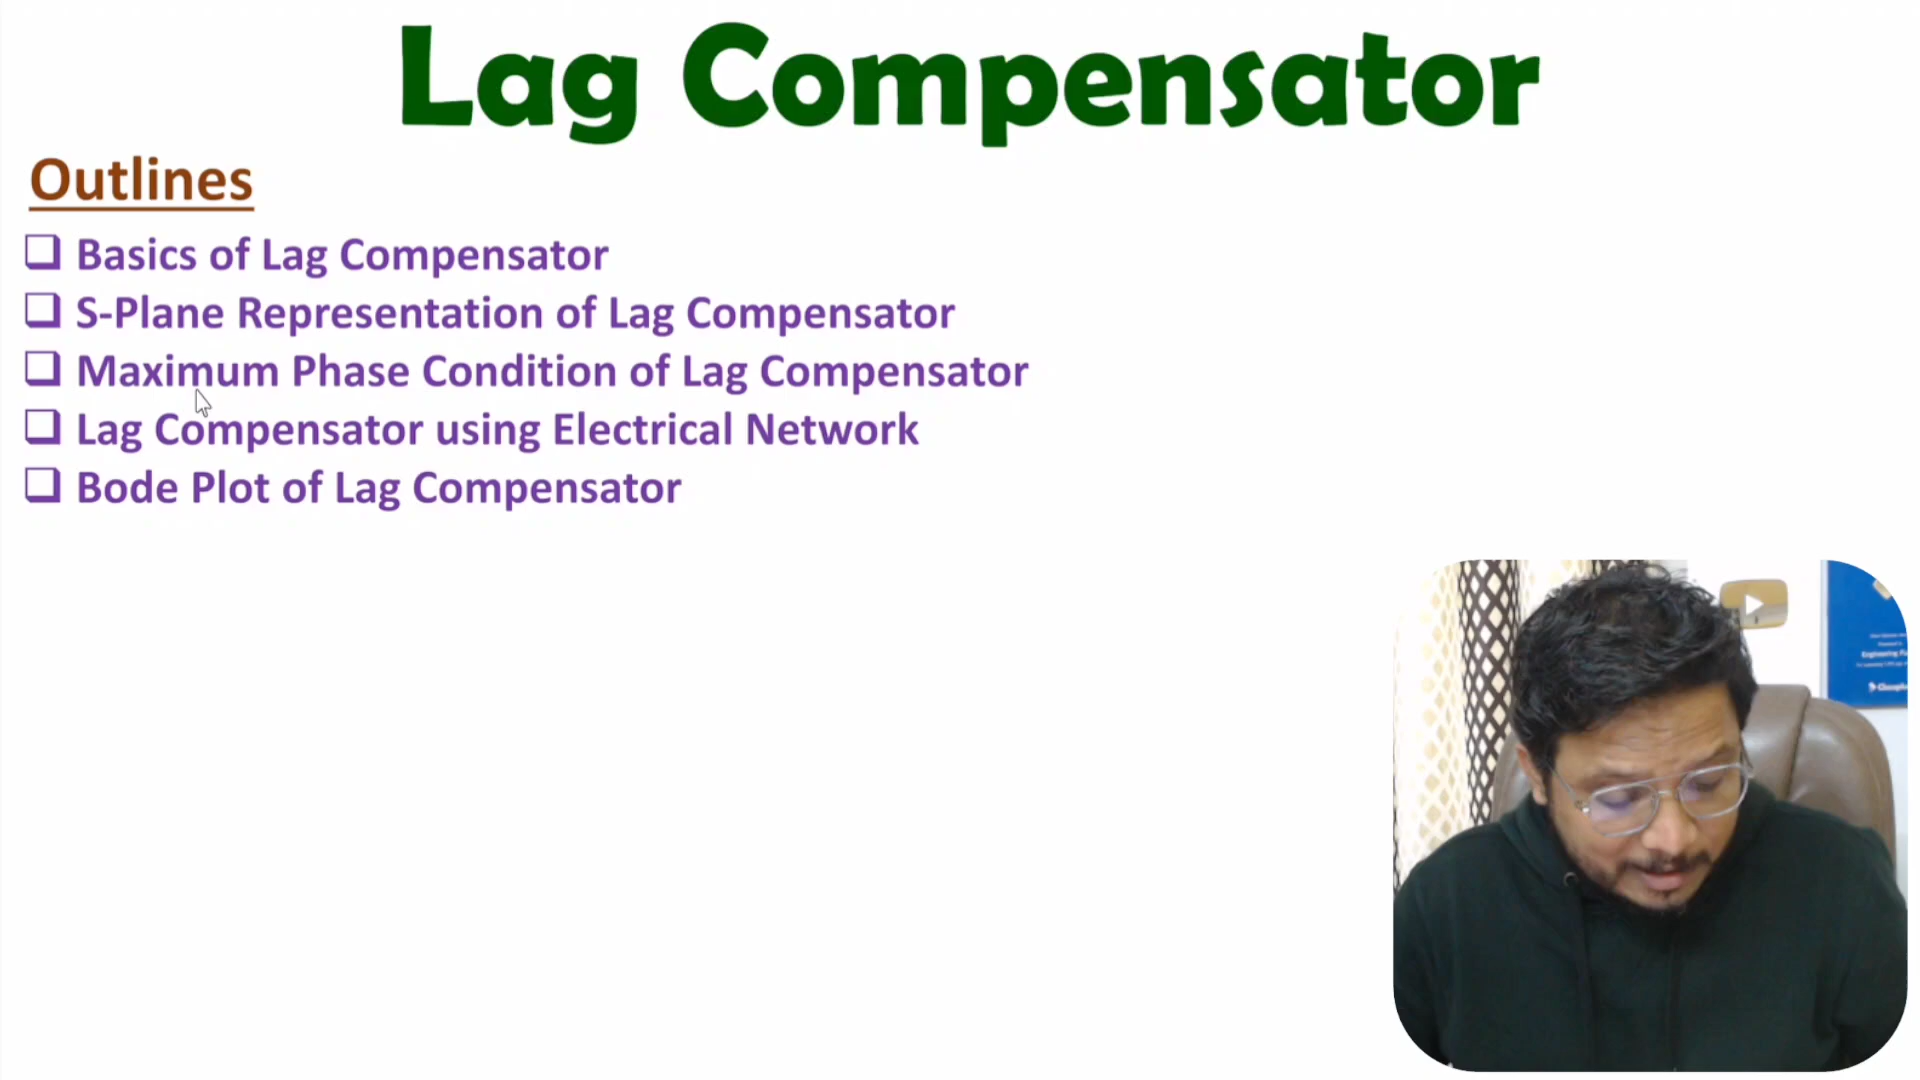 Lag Compensator
Outlines
Basics of Lag Compensator
S-Plane Representation of Lag Compensator
Maximum Phase Condition of Lag Compensator
Lag Compensator using Electrical Network
Bode Plot of Lag Compensator